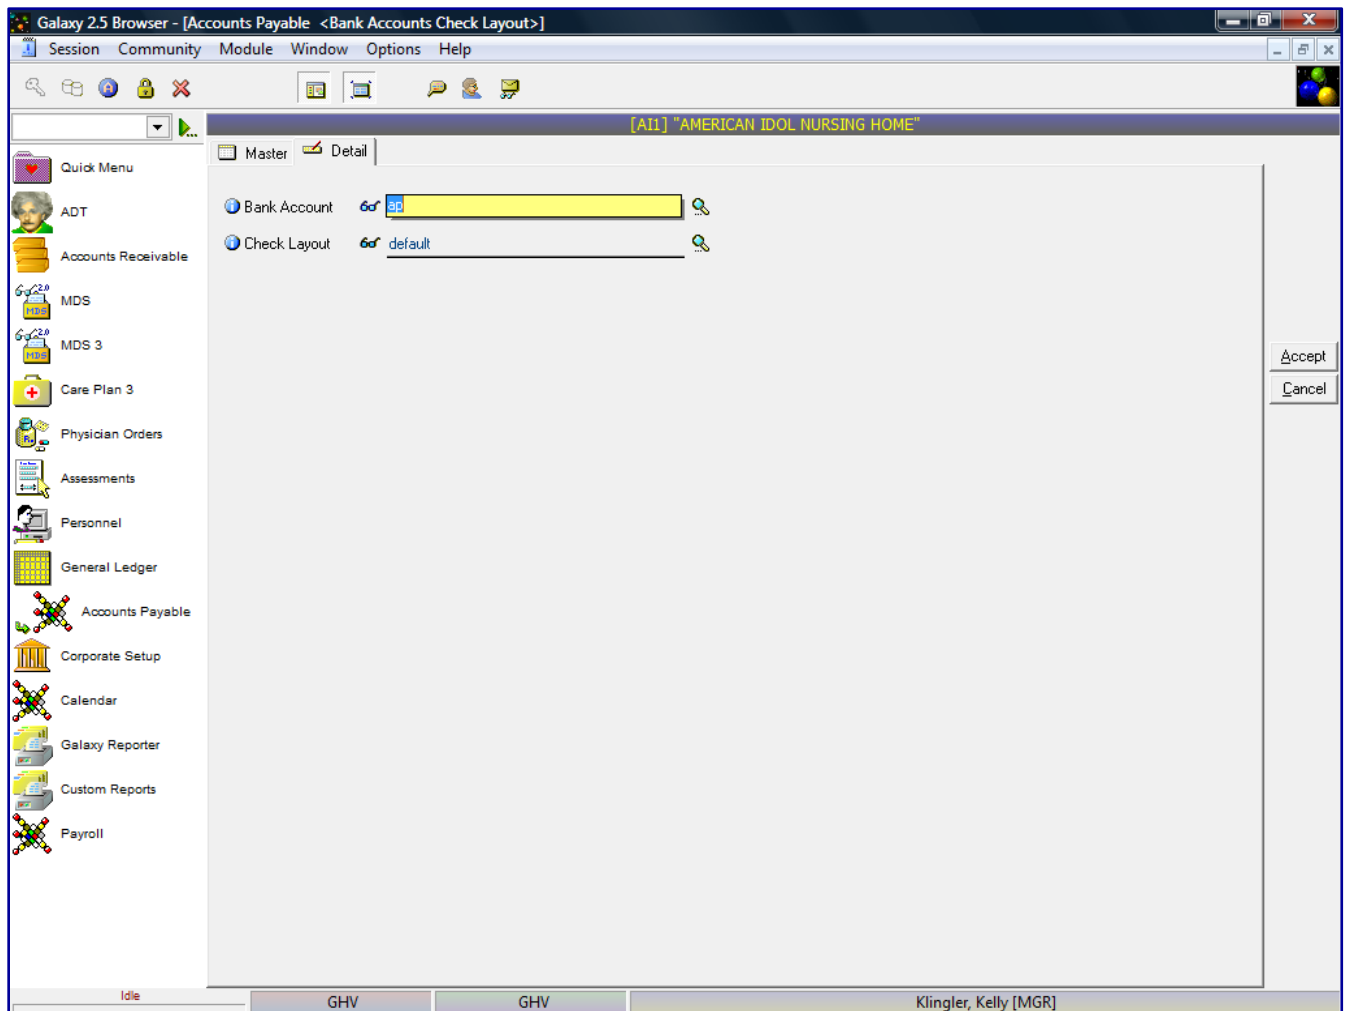 Galaxy 2.5 Browser - [Accounts Payable <Bank Accounts Check Layout>]
Session Community Module Window Options Help
[AI1] "AMERICAN IDOL NURSING HOME"
Master Detail
Quick Menu
Bank Account ap
ADT
Check Layout default
Accounts Receivable
MDS
MDS 3
Accept
Care Plan 3
Cancel
Physician Orders
Assessments
Personnel
General Ledger
Accounts Payable
Corporate Setup
Calendar
Galaxy Reporter
Custom Reports
Payroll
Idle GHV GHV Klingler, Kelly [MGR]